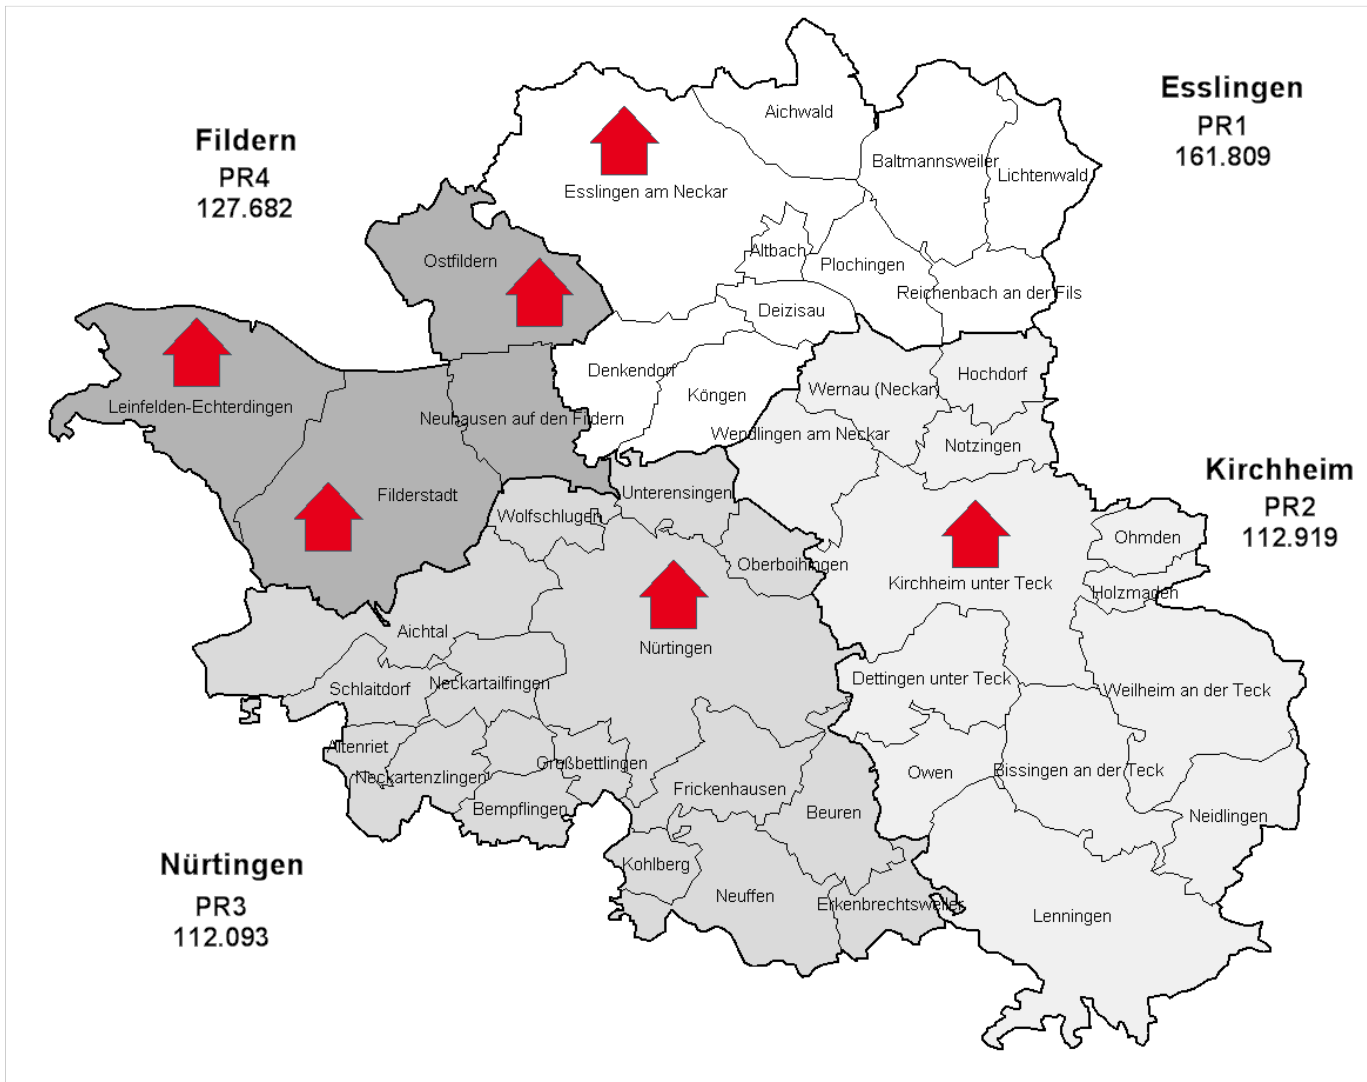 Esslingen
PR1
161.809
Fildern
PR4
127.682
Aichwald
Baltmannsweiler
Lichtenwald
Esslingen am Neckar
Ostfildern
Altbach
Plochingen
Reichenbach an der Fils
Deizisau
Denkendorf
Köngen
Wernau (Neckar)
Hochdorf
Leinfelden-Echterdingen
Neuhausen auf den Fildern
Wendlingen am Neckar
Notzingen
Kirchheim
PR2
112.919
Filderstadt
Unterensingen
Wolfschlugen
Ohmden
Oberboihingen
Kirchheim unter Teck
Holzmaden
Aichtal
Nürtingen
Schlaitdorf
Neckartailfingen
Dettingen unter Teck
Weilheim an der Teck
Altenriet
Neckartenzlingen
Großbettlingen
Frickenhausen
Owen
Bissingen an der Teck
Bempflingen
Beuren
Neidlingen
Nürtingen
PR3
112.093
Kohlberg
Neuffen
Erkenbrechtsweiler
Lenningen